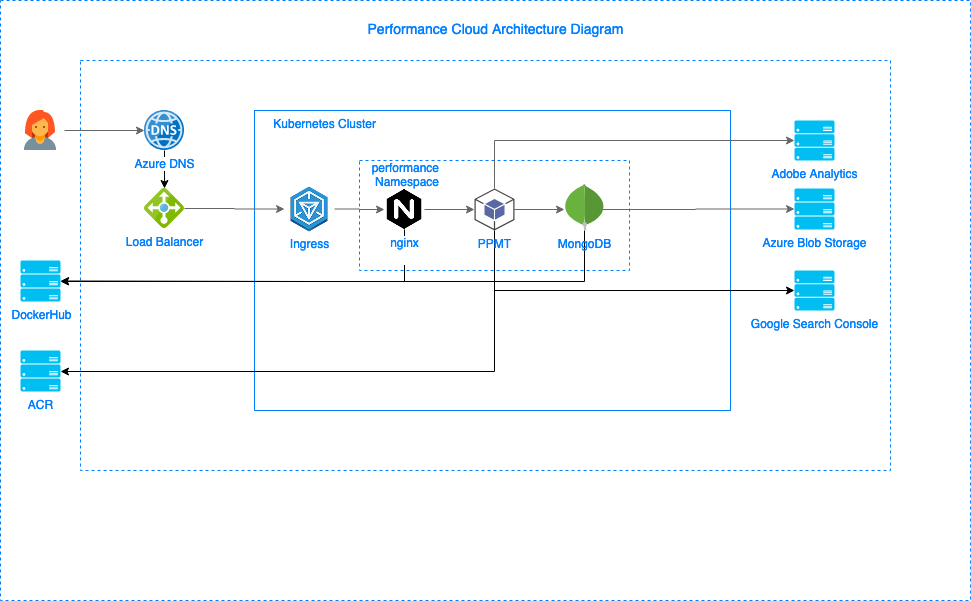 Performance Cloud Architecture Diagram
Kubernetes Cluster
DNS
Azure DNS
performance
Namespace
Adobe Analytics
N
Load Balancer
Ingress
nginx
PPMT
MongoDB
Azure Blob Storage
DockerHub
Google Search Console
ACR